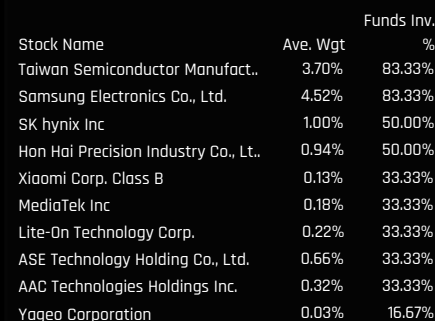 Funds Inv.
Stock Name Ave. Wgt %
Taiwan Semiconductor Manufact.. 3.70% 83.33%
Samsung Electronics Co., Ltd. 4.52% 83.33%
SK hynix Inc 1.00% 50.00%
Hon Hai Precision Industry Co., Lt.. 0.94% 50.00%
Xiaomi Corp. Class B 0.13% 33.33%
MediaTek Inc 0.18% 33.33%
Lite-On Technology Corp. 0.22% 33.33%
ASE Technology Holding Co., Ltd. 0.66% 33.33%
AAC Technologies Holdings Inc. 0.32% 33.33%
Yageo Corporation 0.03% 16.67%